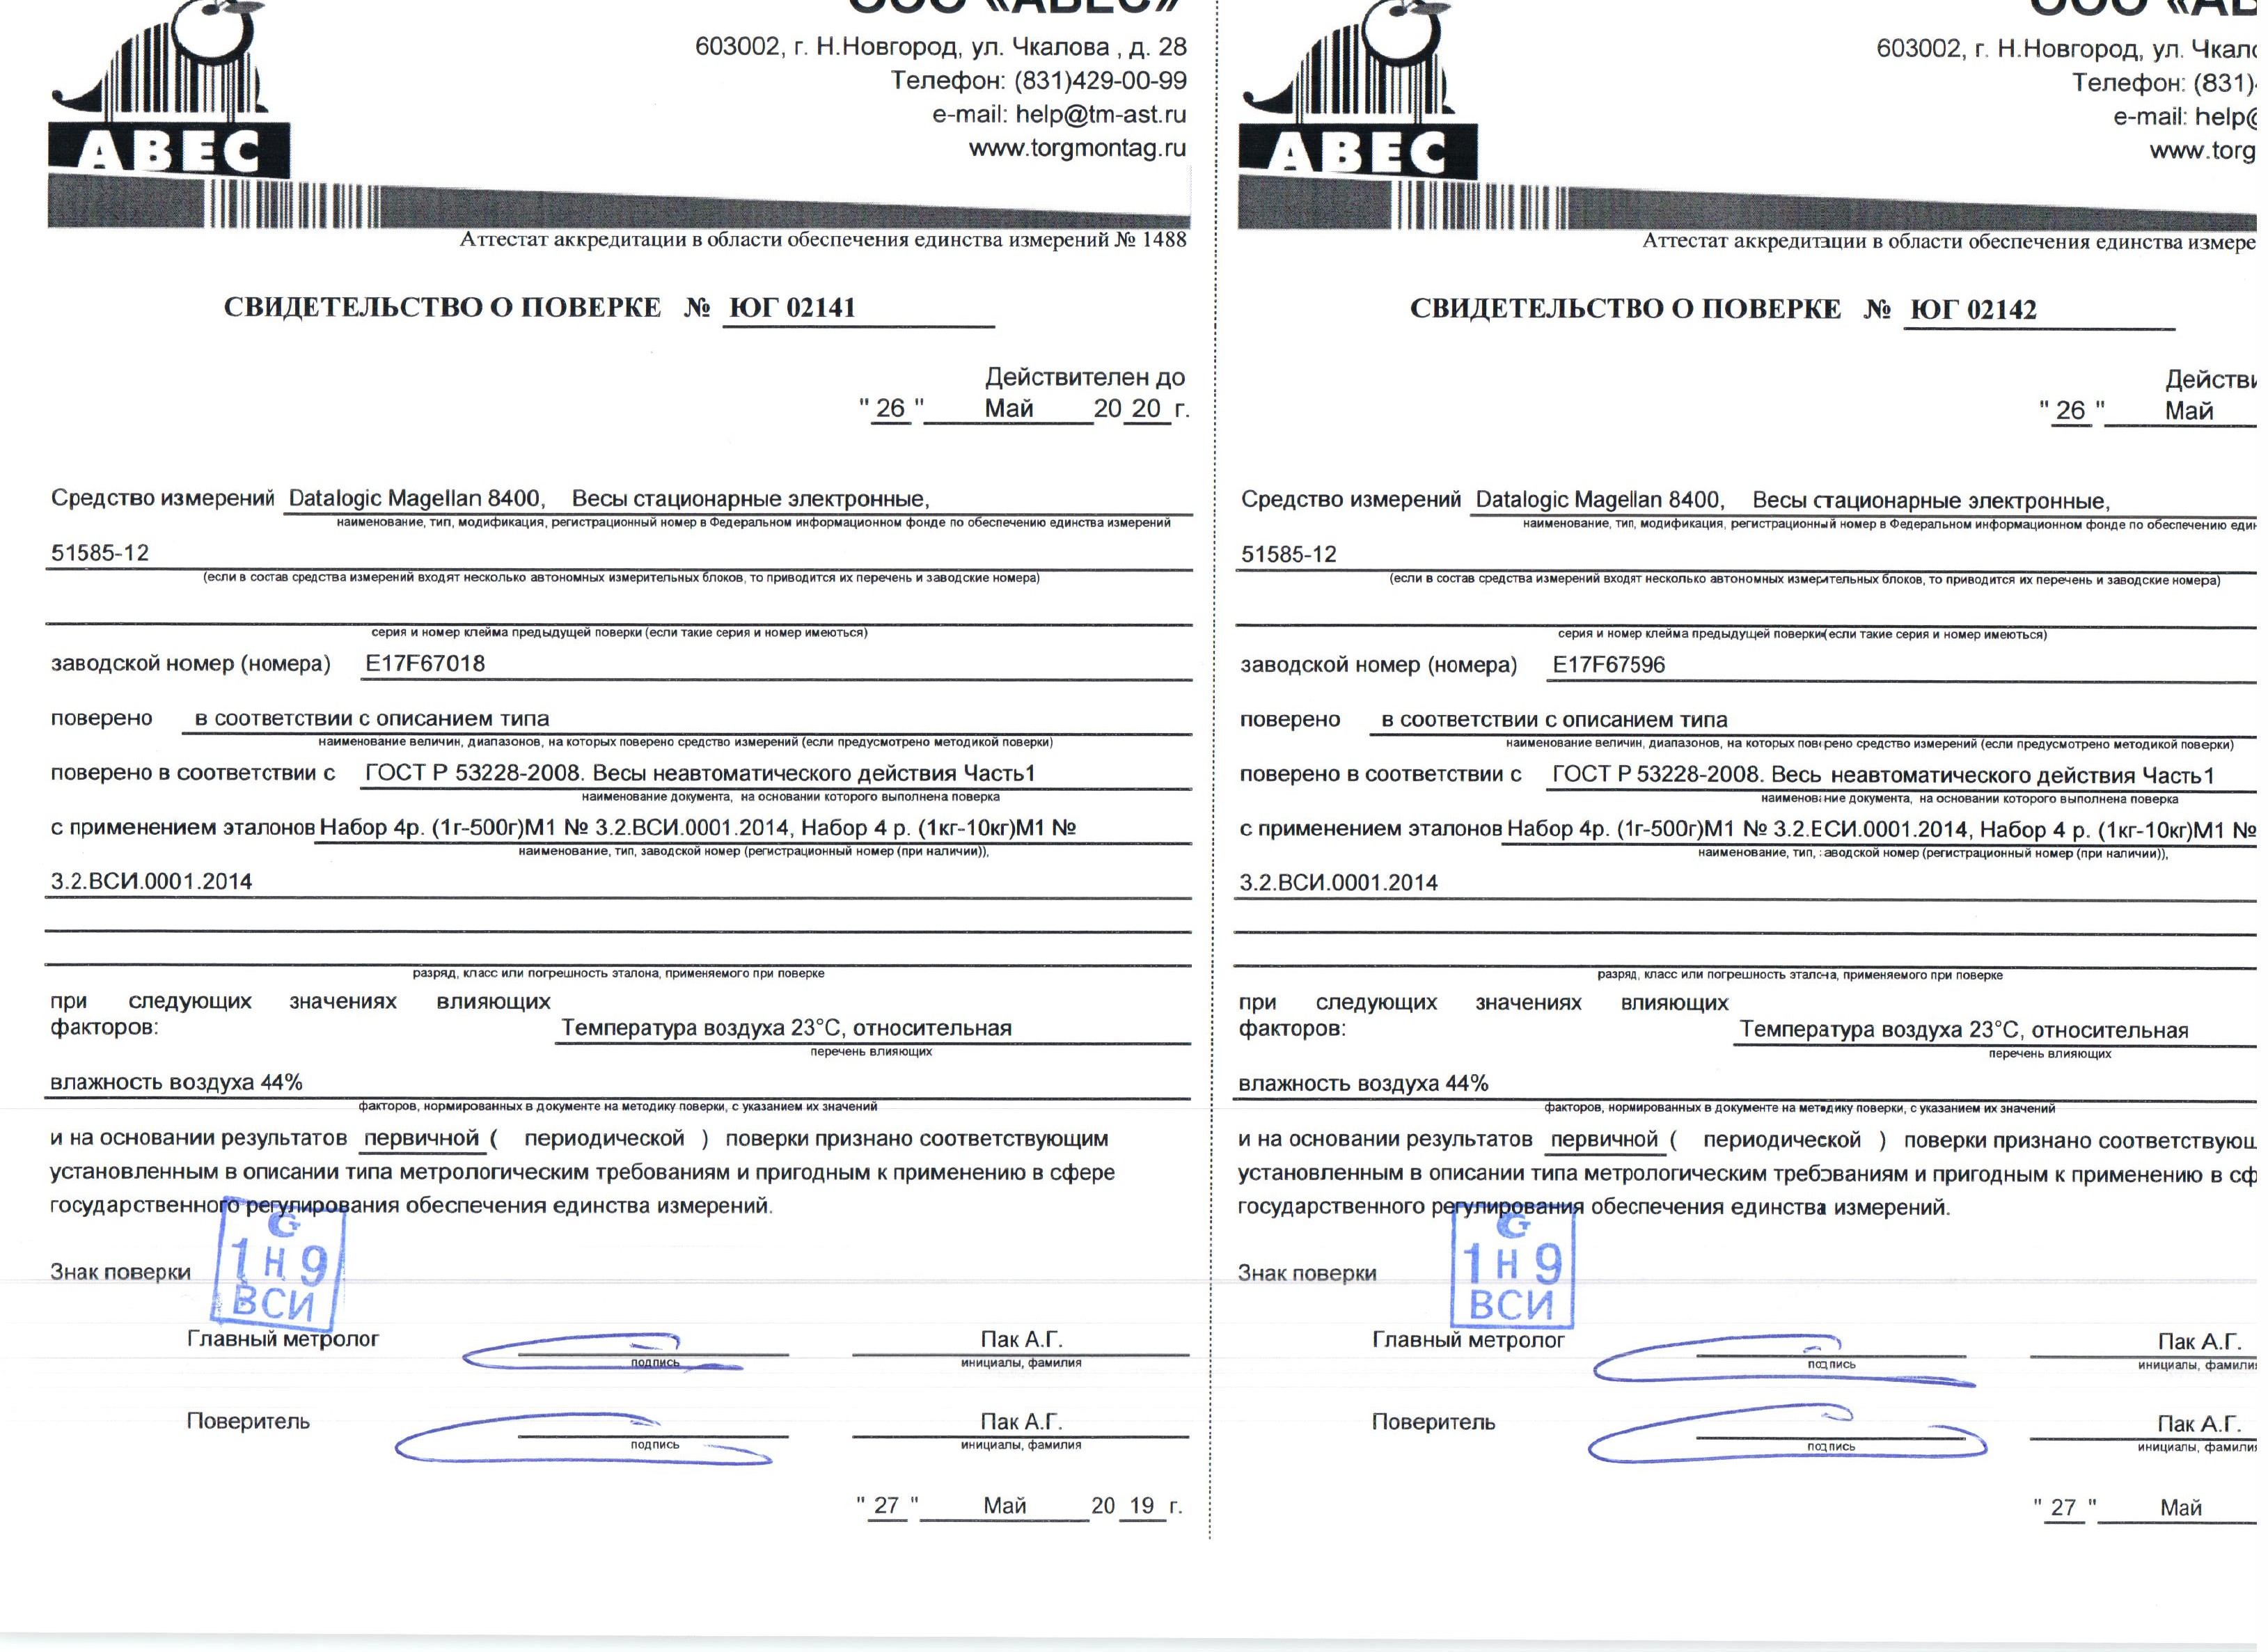 ООО «АВЕС»
603002, г. Н.Новгород, ул. Чкалова , д. 28
Телефон: (831)429-00-99
e-mail: help@tm-ast.ru
www.torgmontag.ru
АВЕС
Аттестат аккредитации в области обеспечения единства измерений № 1488
СВИДЕТЕЛЬСТВО О ПОВЕРКЕ № ЮГ 02141
Действителен до
" 26 " Май 20 20 г.
Средство измерений Datalogic Magellan 8400, Весы стационарные электронные,
наименование, тип, модификация, регистрационный номер в Федеральном информационном фонде по обеспечению единства измерений
51585-12
(если в состав средства измерений входят несколько автономных измерительных блоков, то приводится их перечень и заводские номера)
серия и номер клейма предыдущей поверки (если такие серия и номер имеються)
заводской номер (номера) E17F67018
поверено в соответствии с описанием типа
наименование величин, диапазонов, на которых поверено средство измерений (если предусмотрено методикой поверки)
поверено в соответствии с ГОСТ Р 53228-2008. Весы неавтоматического действия Часть1
наименование документа, на основании которого выполнена поверка
с применением эталонов Набор 4р. (1г-500г)М1 № 3.2.ВСИ.0001.2014, Набор 4 р. (1кг-10кг)М1 №
наименование, тип, заводской номер (регистрационный номер (при наличии)),
3.2.ВСИ.0001.2014
разряд, класс или погрешность эталона, применяемого при поверке
при следующих значениях влияющих
факторов: Температура воздуха 23°С, относительная
перечень влияющих
влажность воздуха 44%
факторов, нормированных в документе на методику поверки, с указанием их значений
и на основании результатов первичной ( периодической ) поверки признано соответствующим
установленным в описании типа метрологическим требованиям и пригодным к применению в сфере
государственного регулирования обеспечения единства измерений.
1 Н 9
Знак поверки
ВСИ
Главный метролог Пак А.Г.
подпись инициалы, фамилия
Поверитель Пак А.Г.
подпись инициалы, фамилия
" 27 " Май 20 19 г.
ООО «АВ
603002, г. Н.Новгород, ул. Чкал
Телефон: (831)
e-mail: help@
www.torg
АВЕС
Аттестат аккредитации в области обеспечения единства измере
СВИДЕТЕЛЬСТВО О ПОВЕРКЕ № ЮГ 02142
Действи
" 26 " Май
Средство измерений Datalogic Magellan 8400, Весы стационарные электронные,
наименование, тип, модификация, регистрационный номер в Федеральном информационном фонде по обеспечению един
51585-12
(если в состав средства измерений входят несколько автономных измерительных блоков, то приводится их перечень и заводские номера)
серия и номер клейма предыдущей поверки (если такие серия и номер имеються)
заводской номер (номера) E17F67596
поверено в соответствии с описанием типа
наименование величин, диапазонов, на которых поверено средство измерений (если предусмотрено методикой поверки)
поверено в соответствии с ГОСТ Р 53228-2008. Весы неавтоматического действия Часть1
наименование документа, на основании которого выполнена поверка
с применением эталонов Набор 4р. (1г-500г)М1 № 3.2.ВСИ.0001.2014, Набор 4 р. (1кг-10кг)М1 №
наименование, тип, заводской номер (регистрационный номер (при наличии)),
3.2.ВСИ.0001.2014
разряд, класс или погрешность эталона, применяемого при поверке
при следующих значениях влияющих
факторов: Температура воздуха 23°С, относительная
перечень влияющих
влажность воздуха 44%
факторов, нормированных в документе на методику поверки, с указанием их значений
и на основании результатов первичной ( периодической ) поверки признано соответствующ
установленным в описании типа метрологическим требованиям и пригодным к применению в сф
государственного регулирования обеспечения единства измерений.
1 Н 9
Знак поверки
ВСИ
Главный метролог Пак А.Г.
подпись инициалы, фамилия
Поверитель Пак А.Г.
подпись инициалы, фамилия
" 27 " Май